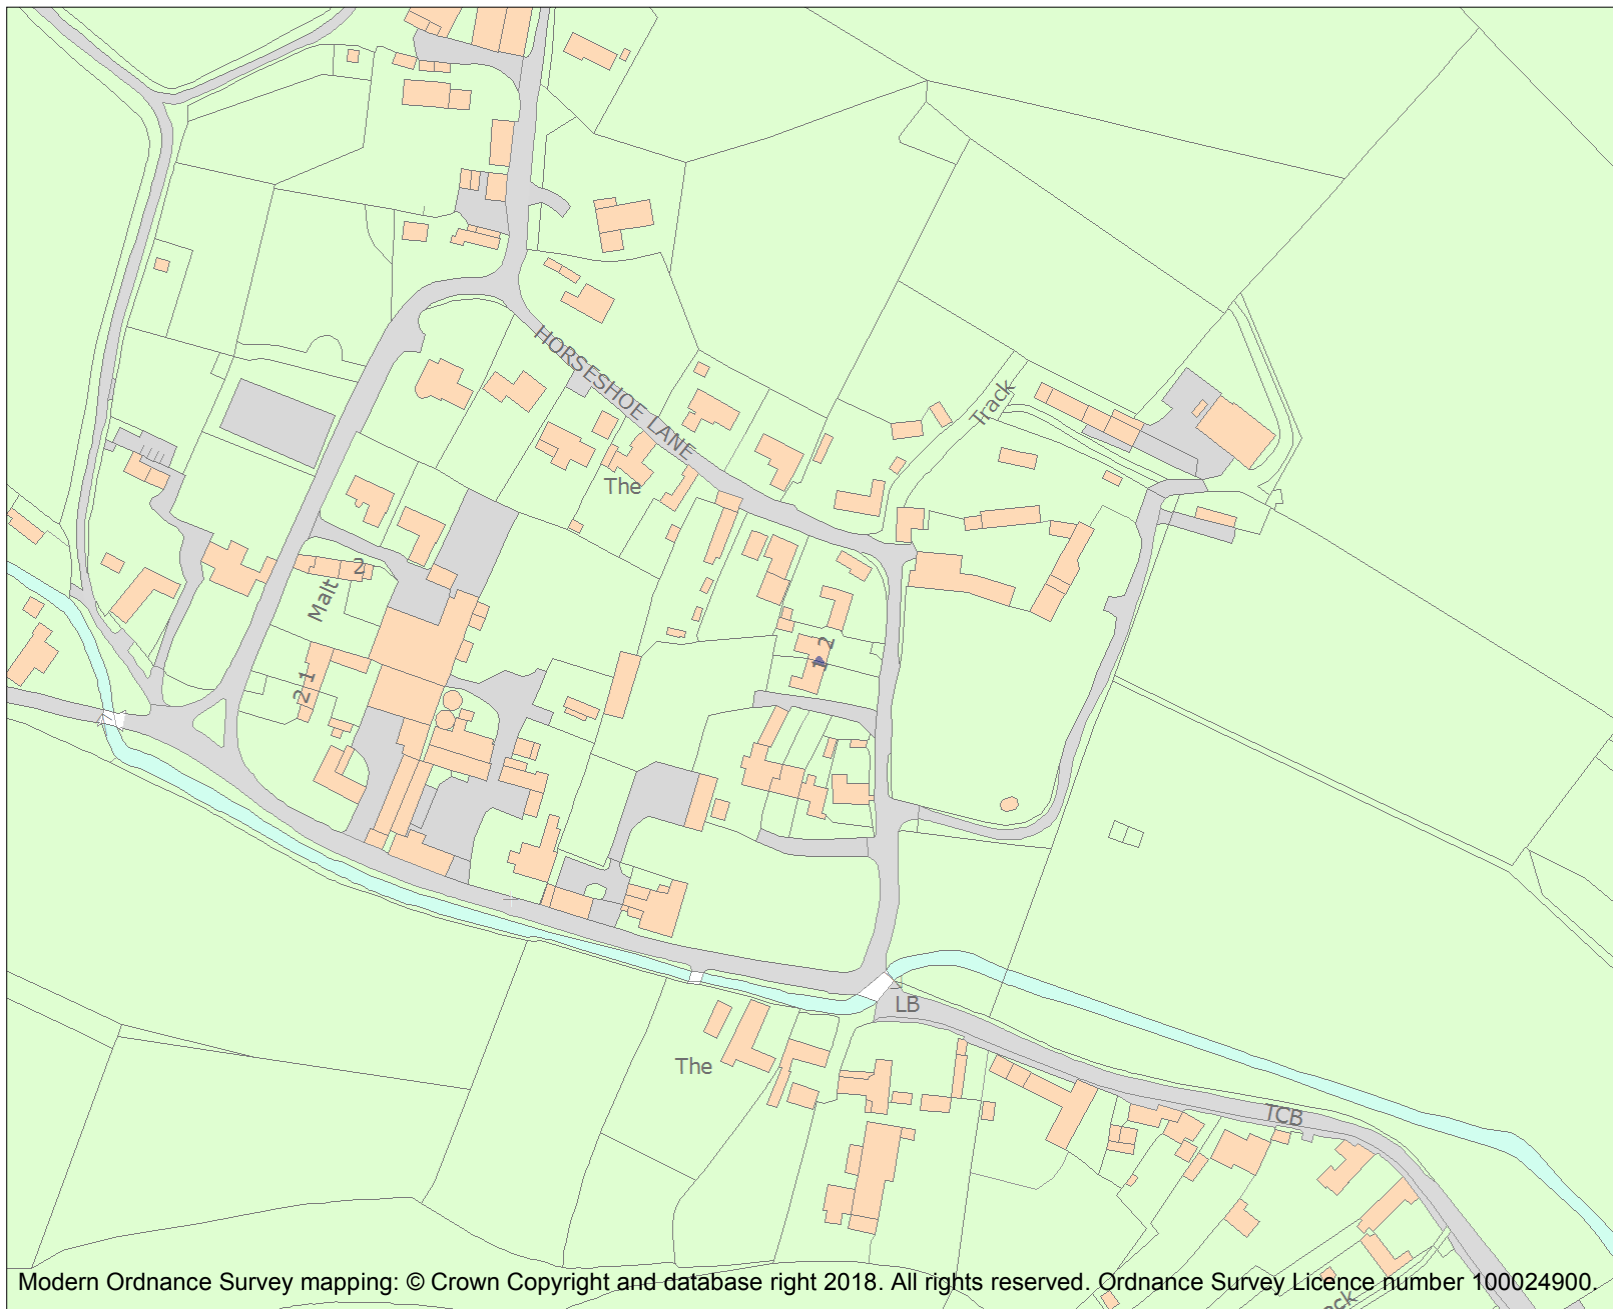 HORSESHOE LANE
Track
The
2
Malt
2
1
2 1
LB
The
TCB
Modern Ordnance Survey mapping: © Crown Copyright and database right 2018. All rights reserved. Ordnance Survey Licence number 100024900.